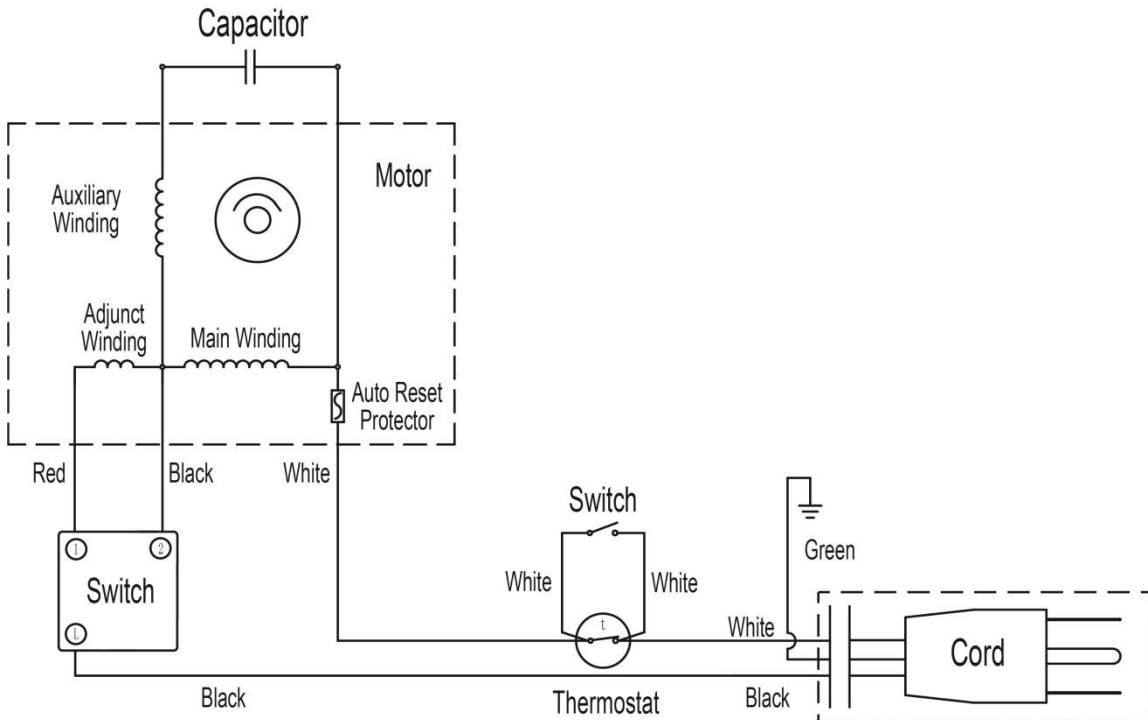 Capacitor
Motor
Auxiliary
Winding
Adjunct
Winding
Main Winding
Auto Reset
Protector
Red
Black
White
Switch
Green
1
2
Switch
White
White
t
L
White
Cord
Black
Thermostat
Black